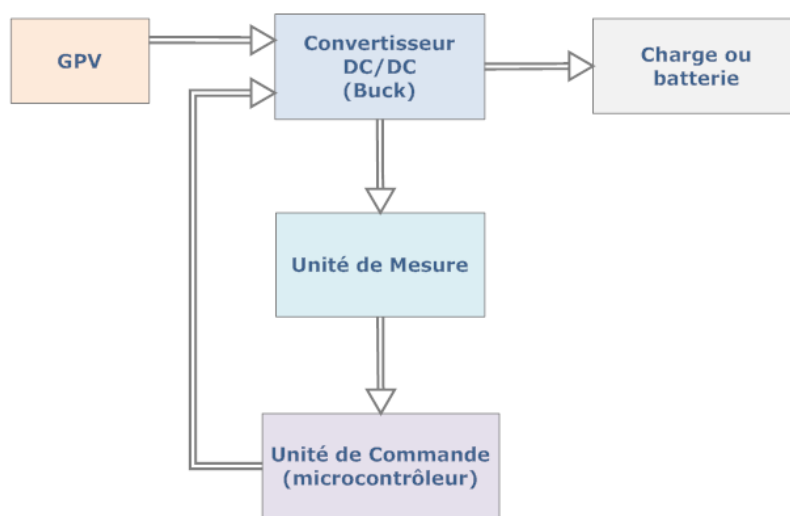 GPV
Convertisseur
DC/DC
(Buck)
Charge ou
batterie
Unité de Mesure
Unité de Commande
(microcontrôleur)